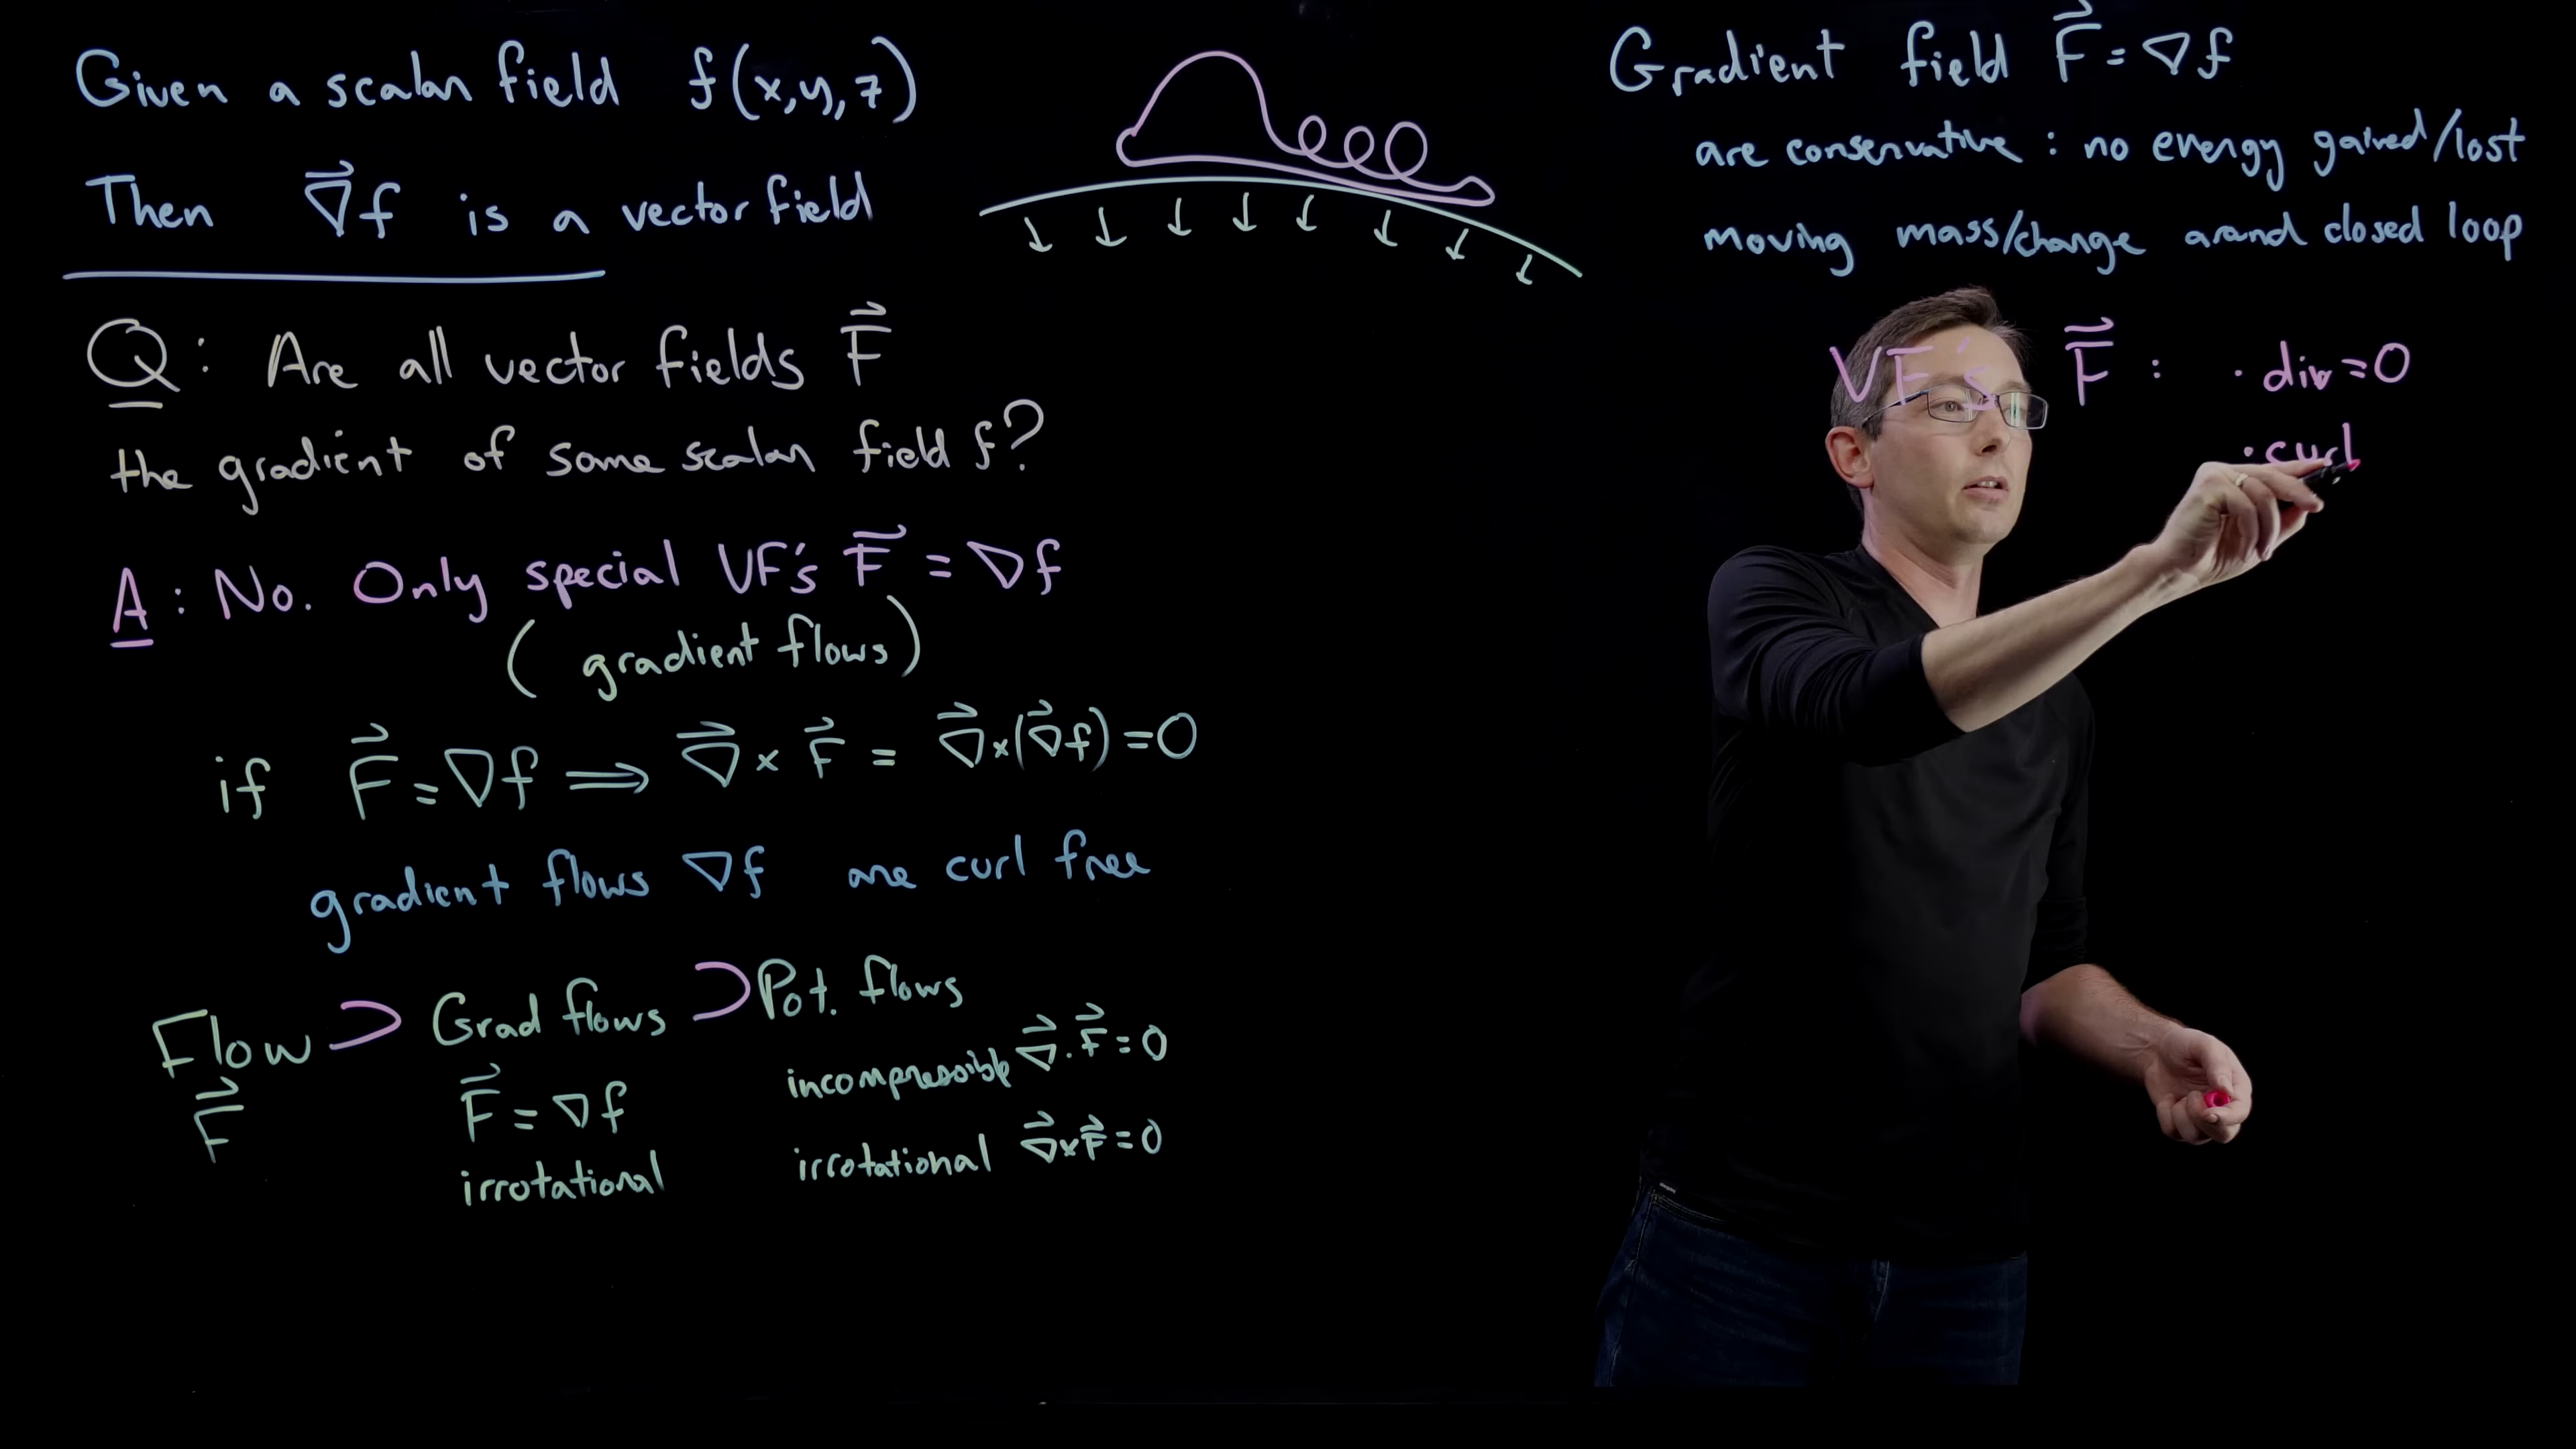 Given a scalar field f(x,y,z)
Then ∇⃗f is a vector field
Q: Are all vector fields F⃗
the gradient of some scalar field f?
A: No. Only special VF's F⃗ = ∇f
(gradient flows)
if F⃗ = ∇f ⟹ ∇⃗ × F⃗ = ∇⃗×(∇⃗f) = 0
gradient flows ∇f are curl free
Flow ⊃ Grad flows ⊃ Pot. flows
F⃗
F⃗ = ∇f
irrotational
incompressible ∇⃗·F⃗ = 0
irrotational ∇⃗×F⃗ = 0
Gradient field F⃗ = ∇f
are conservative : no energy gained/lost
moving mass/charge around closed loop
VF's F⃗ : · div = 0
· curl